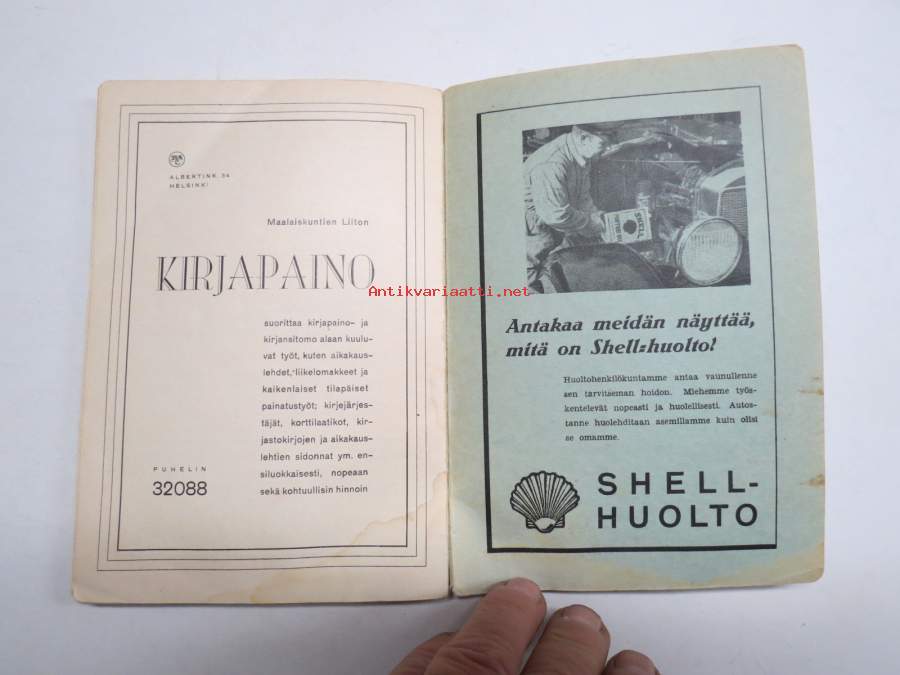 ALBERTINK. 34
HELSINKI
Maalaiskuntien Liiton
KIRJAPAINO
suorittaa kirjapaino- ja
kirjansitomo alaan kuulu-
vat työt, kuten aikakaus-
lehdet, liikelomakkeet ja
kaikenlaiset tilapäiset
painatustyöt; kirjejärjes-
täjät, korttilaatikot, kir-
jastokirjojen ja aikakaus-
lehtien sidonnat ym. en-
siluokkaisesti, nopeaan
sekä kohtuullisin hinnoin
PUHELIN
32088
Antikvariaatti.net
SHELL
Antakaa meidän näyttää,
mitä on Shell-huolto!
Huoltohenkilökuntamme antaa vaunullenne
sen tarvitseman hoidon. Miehemme työs-
kentelevät nopeasti ja huolellisesti. Autos-
tanne huolehditaan asemillamme kuin olisi
se omamme.
SHELL-
HUOLTO